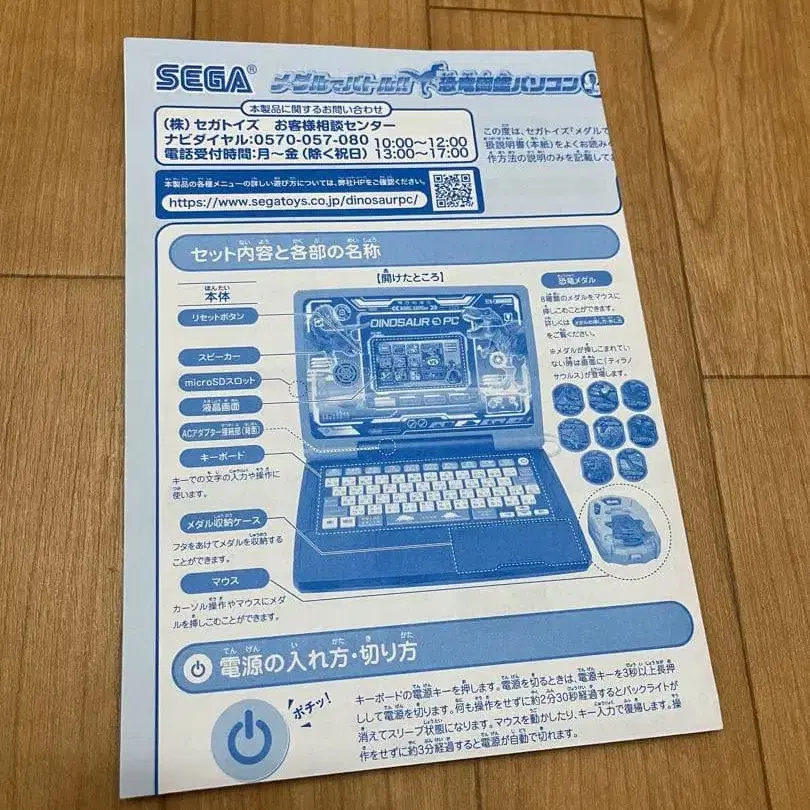 SEGA®
メダルでバトル!! 恐竜図鑑パソコン
本製品に関するお問い合わせ
(株)セガトイズ お客様相談センター
ナビダイヤル:0570-057-080
電話受付時間:月〜金(除く祝日)
10:00〜12:00
13:00〜17:00
本製品の各種メニューの詳しい遊び方については、弊社HPをご確認ください。
https://www.segatoys.co.jp/dinosaurpc/
この度は、セガトイズ「メダルで
扱説明書(本紙)をよくお読み
作方法の説明のみを記載して
セット内容と各部の名称
本体
【開けたところ】
リセットボタン
スピーカー
microSDスロット
液晶画面
ACアダプター接続部(背面)
キーボード
キーでの文字の入力や操作に
使います。
メダル収納ケース
フタをあけてメダルを収納する
ことができます。
マウス
カーソル操作やマウスにメダ
ルを挿しこむことができます。
DINOSAUR PC
恐竜メダル
8種類のメダルをマウスに
挿しこむことができます。
詳しくは
をご覧ください。
※メダルが挿しこまれてい
ない時は画面に「ティラノ
サウルス」が登場します。
電源の入れ方・切り方
ポチッ!
キーボードの電源キーを押します。電源を切るときは、電源キーを3秒以上長押
しして電源を切ります。何も操作をせずに約2分30秒経過するとバックライトが
消えてスリープ状態になります。マウスを動かしたり、キー入力で復帰します。操
作をせずに約3分経過すると電源が自動で切れます。